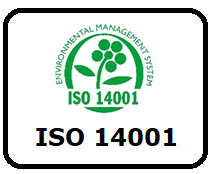 ENVIRONMENTAL MANAGEMENT SYSTEM
ISO 14001
ISO 14001